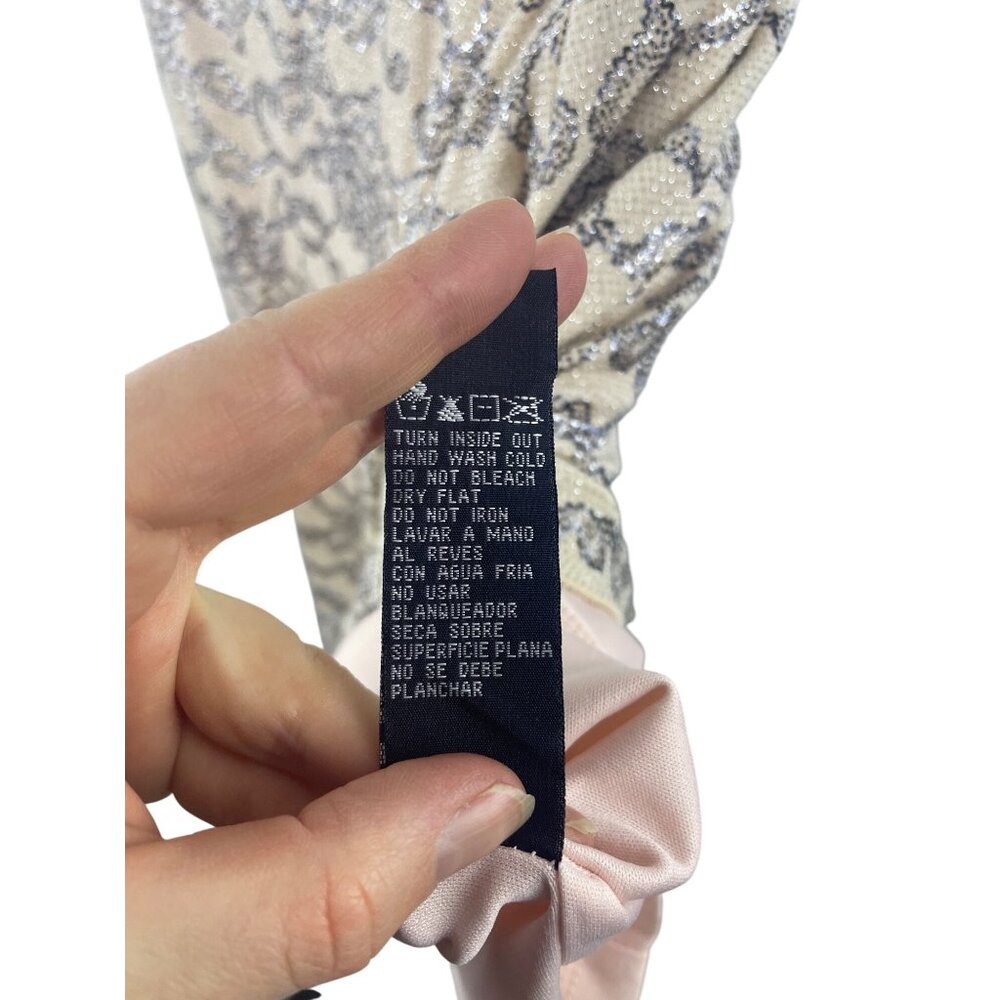 TURN INSIDE OUT
HAND WASH COLD
DO NOT BLEACH
DRY FLAT
DO NOT IRON
LAVAR A MANO
AL REVES
CON AGUA FRIA
NO USAR
BLANQUEADOR
SECA SOBRE
SUPERFICIE PLANA
NO SE DEBE
PLANCHAR